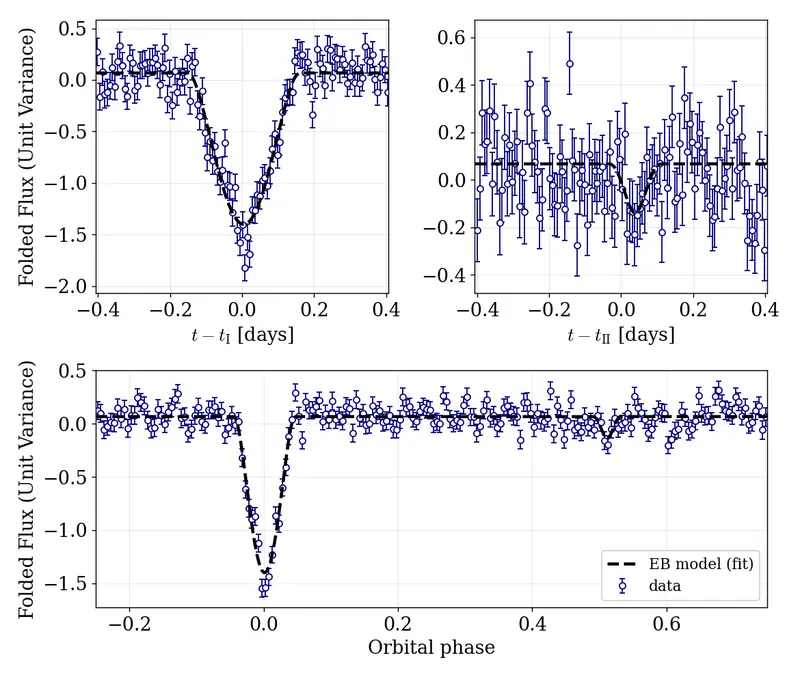 Folded Flux (Unit Variance)
0.5
0.0
−0.5
−1.0
−1.5
−2.0
−0.4 −0.2 0.0 0.2 0.4
t − tI [days]
0.6
0.4
0.2
0.0
−0.2
−0.4
−0.4 −0.2 0.0 0.2 0.4
t − tII [days]
Folded Flux (Unit Variance)
0.5
0.0
−0.5
−1.0
−1.5
−0.2 0.0 0.2 0.4 0.6
Orbital phase
EB model (fit)
data